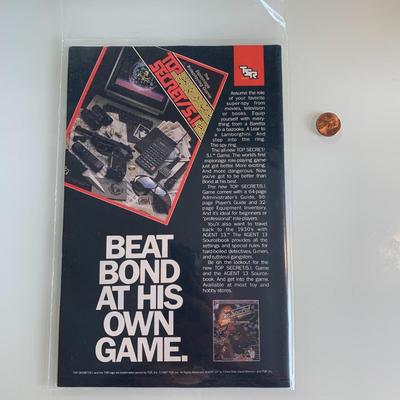 TSR
TOP
SECRET/S.I.
Assume the role
of your favorite
super-spy from
movies, television
or books. Equip
yourself with every-
thing from a Baretta
to a bazooka. A Lear to
a Lamborghini. And
step into the ring.
The spy ring.
The all-new TOP SECRET/
S.I.™ Game. The world's first
espionage role-playing game
just got better. More exciting.
And more dangerous. Now
you've got to be better than
Bond at his best.
The new TOP SECRET/S.I.
Game comes with a 64-page
Administrator's Guide, 96-
page Player's Guide and 32
page Equipment Inventory.
And it's ideal for beginners or
"professional" role-players.
You'll also want to travel
back to the 1930's with
AGENT 13.™ The AGENT 13
Sourcebook provides all the
settings and special rules for
hard-boiled detectives, G-men,
and ruthless gangsters.
Be on the lookout for the
new TOP SECRET/S.I. Game
and the AGENT 13 Source-
book. And get into the game.
Available at most toy and
hobby stores.
BEAT
BOND
AT HIS
OWN
GAME.